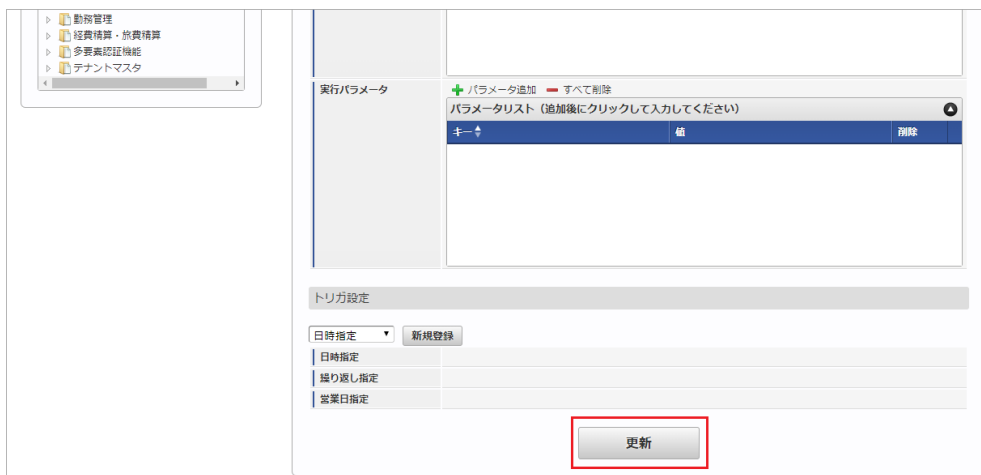 勤務管理
経費精算・旅費精算
多要素認証機能
テナントマスタ
実行パラメータ
パラメータ追加 すべて削除
パラメータリスト（追加後にクリックして入力してください）
キー 値 削除
トリガ設定
日時指定 新規登録
日時指定
繰り返し指定
営業日指定
更新